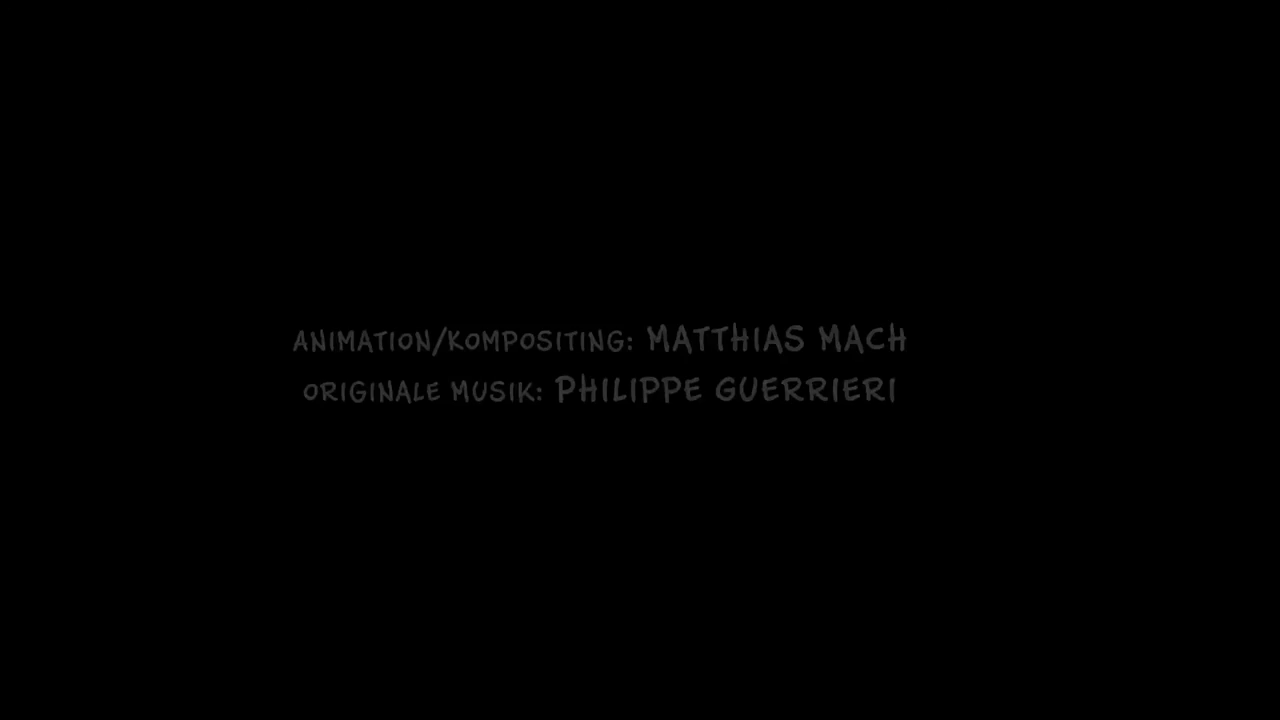 ANIMATION/KOMPOSITING: MATTHIAS MACH
ORIGINALE MUSIK: PHILIPPE GUERRIERI